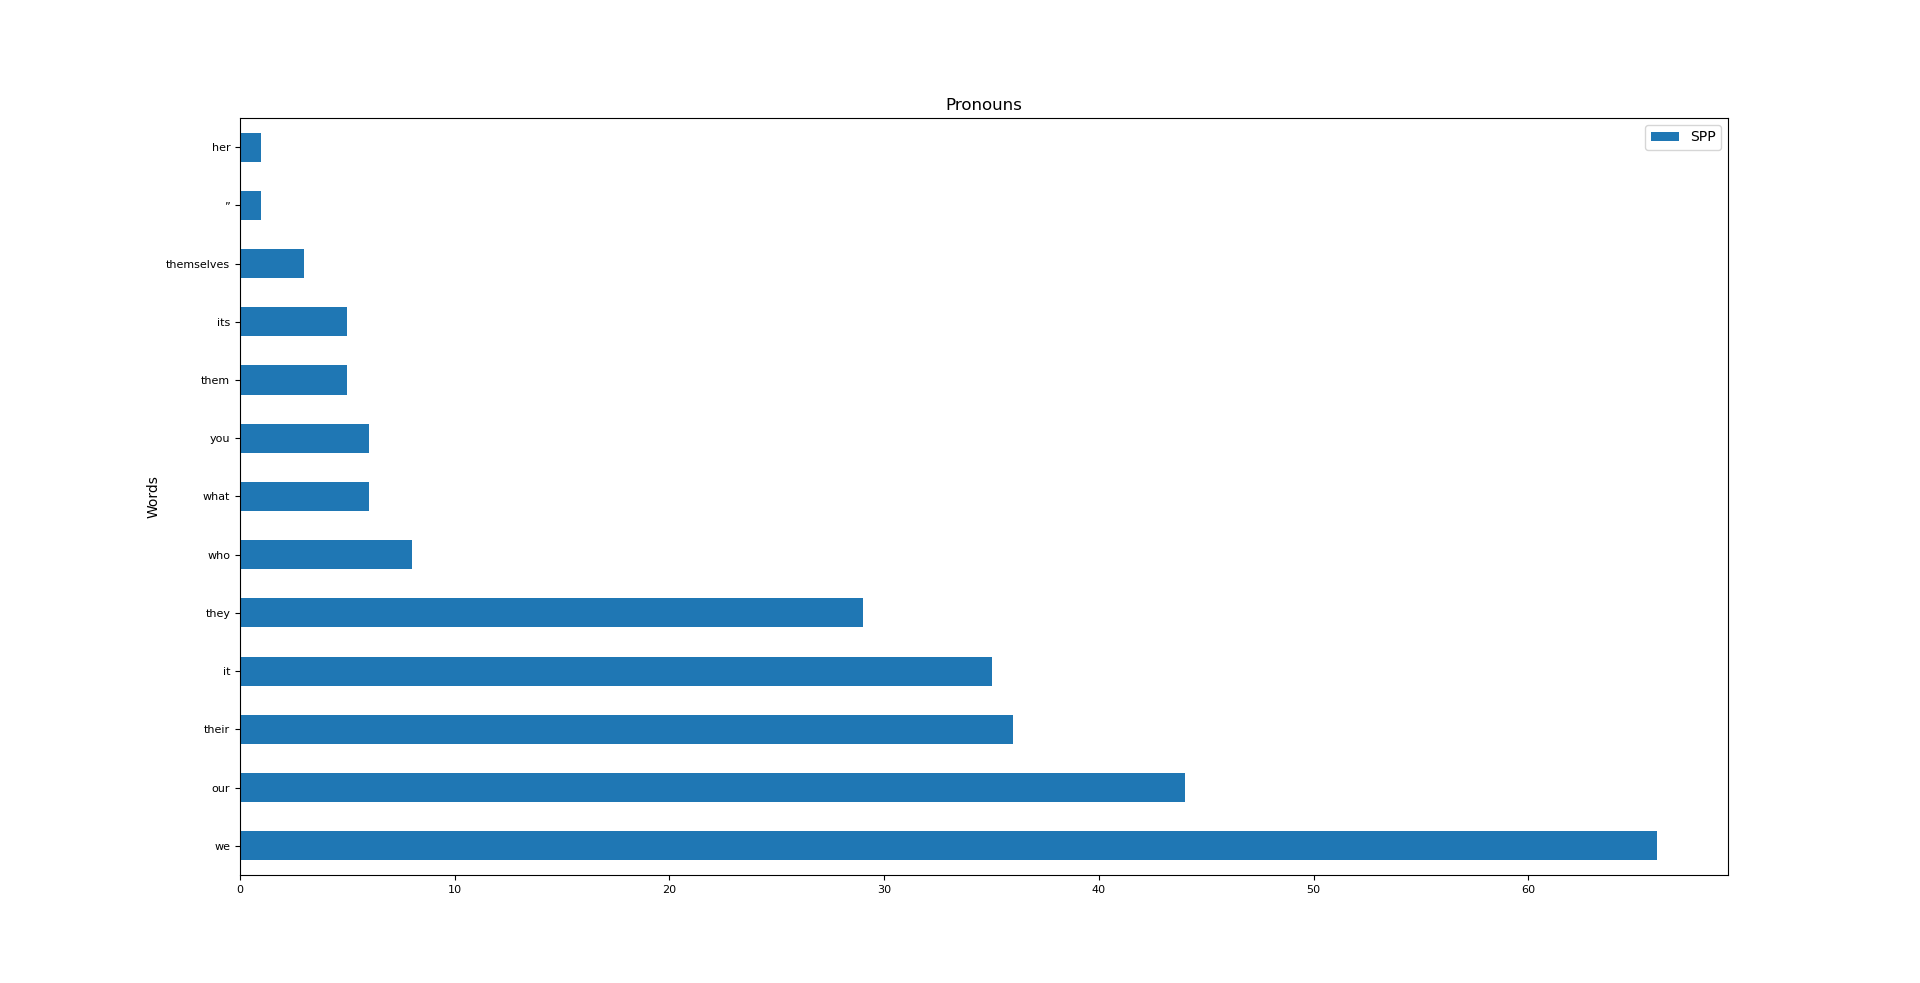 Pronouns
SPP
her
”
themselves
its
them
you
what
who
they
it
their
our
we
Words
0 10 20 30 40 50 60